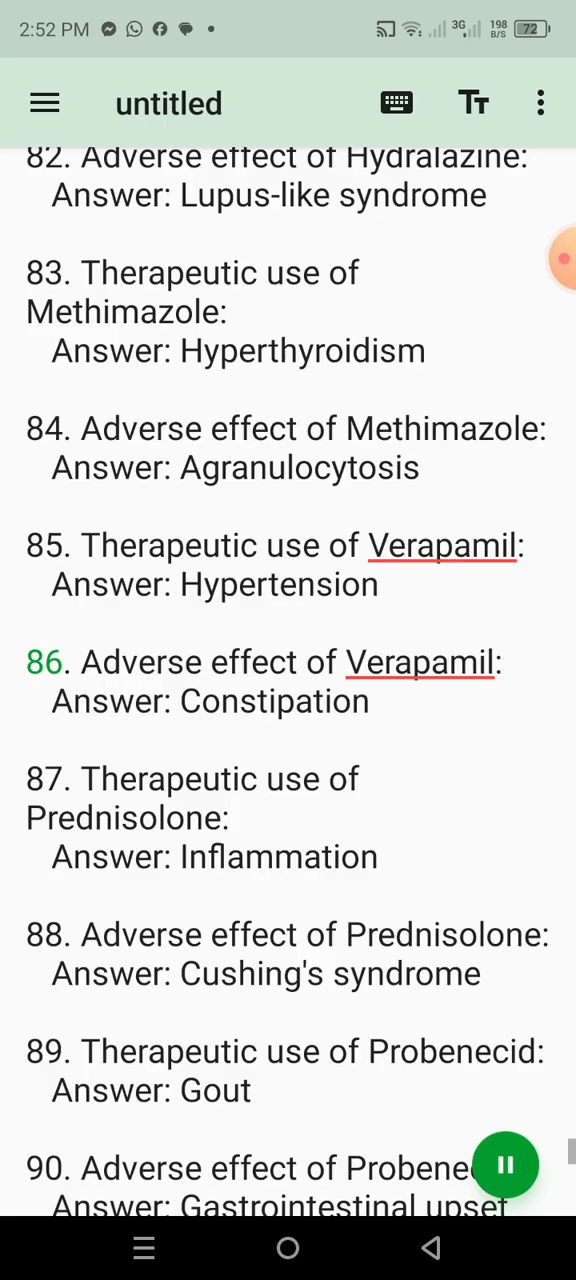 2:52 PM
3G
198
B/S
72
untitled
82. Adverse effect of Hydralazine:
Answer: Lupus-like syndrome
83. Therapeutic use of
Methimazole:
Answer: Hyperthyroidism
84. Adverse effect of Methimazole:
Answer: Agranulocytosis
85. Therapeutic use of Verapamil:
Answer: Hypertension
86. Adverse effect of Verapamil:
Answer: Constipation
87. Therapeutic use of
Prednisolone:
Answer: Inflammation
88. Adverse effect of Prednisolone:
Answer: Cushing's syndrome
89. Therapeutic use of Probenecid:
Answer: Gout
90. Adverse effect of Probene
Answer: Gastrointestinal upset